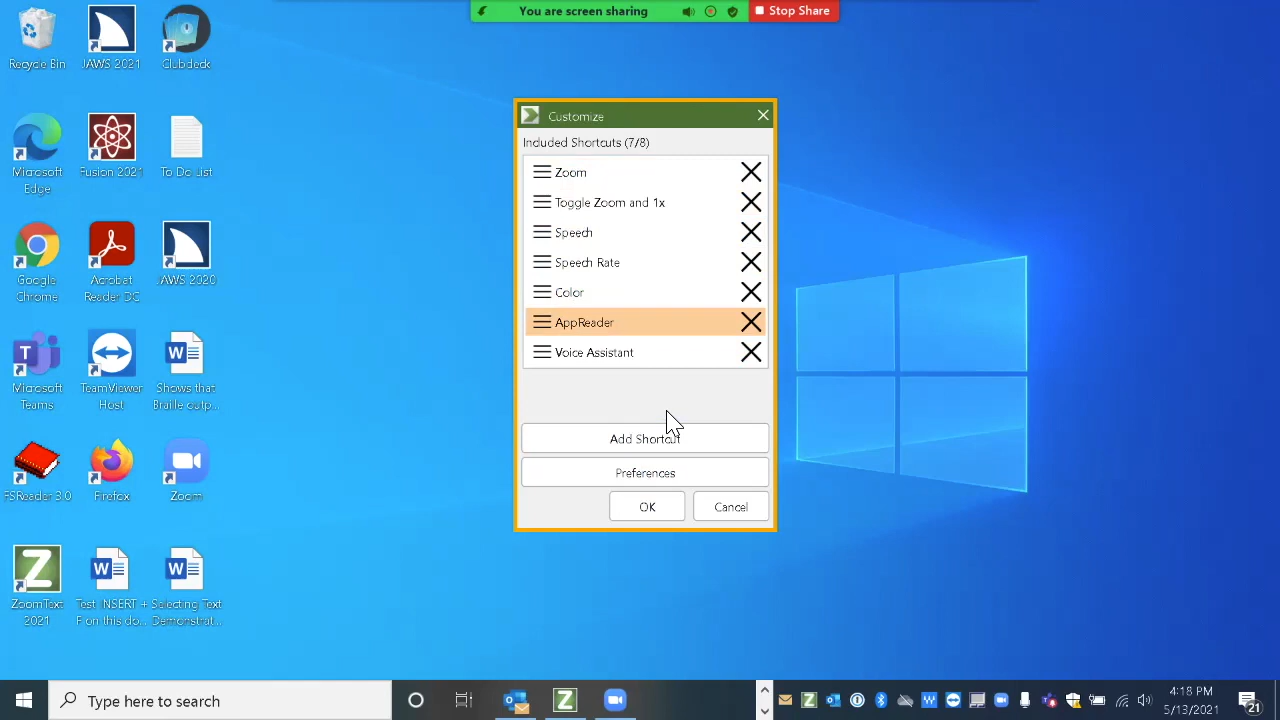 You are screen sharing
Stop Share
Recycle Bin
JAWS 2021
Clubdeck
Microsoft
Edge
Fusion 2021
To Do List
Google
Chrome
Acrobat
Reader DC
JAWS 2020
Microsoft
Teams
TeamViewer
Host
Shows that
Braille outp...
FSReader 3.0
Firefox
Zoom
ZoomText
2021
Test INSERT +
F on this do...
Selecting Text
Demonstrat...
Customize
Included Shortcuts (7/8)
Zoom
Toggle Zoom and 1x
Speech
Speech Rate
Color
AppReader
Voice Assistant
Add Shortcut
Preferences
OK
Cancel
Type here to search
4:18 PM
5/13/2021
21